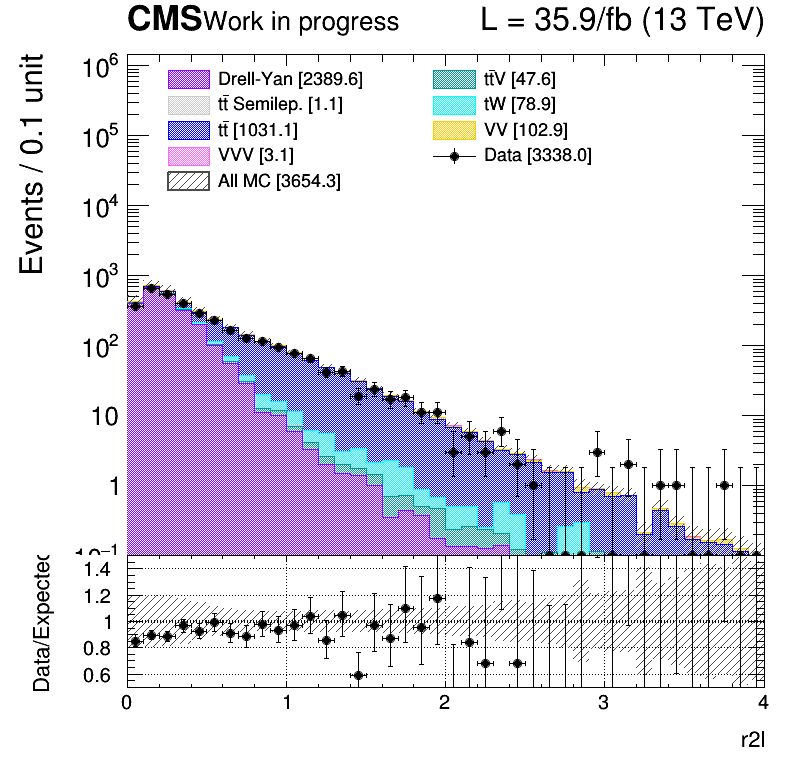 CMS Work in progress L = 35.9/fb (13 TeV)
Events / 0.1 unit
10⁶
10⁵
10⁴
10³
10²
10
1
10⁻¹
Drell-Yan [2389.6]
tt̄ Semilep. [1.1]
tt̄ [1031.1]
VVV [3.1]
All MC [3654.3]
tt̄V [47.6]
tW [78.9]
VV [102.9]
Data [3338.0]
Data/Expected
1.4
1.2
1
0.8
0.6
0 1 2 3 4
r2l